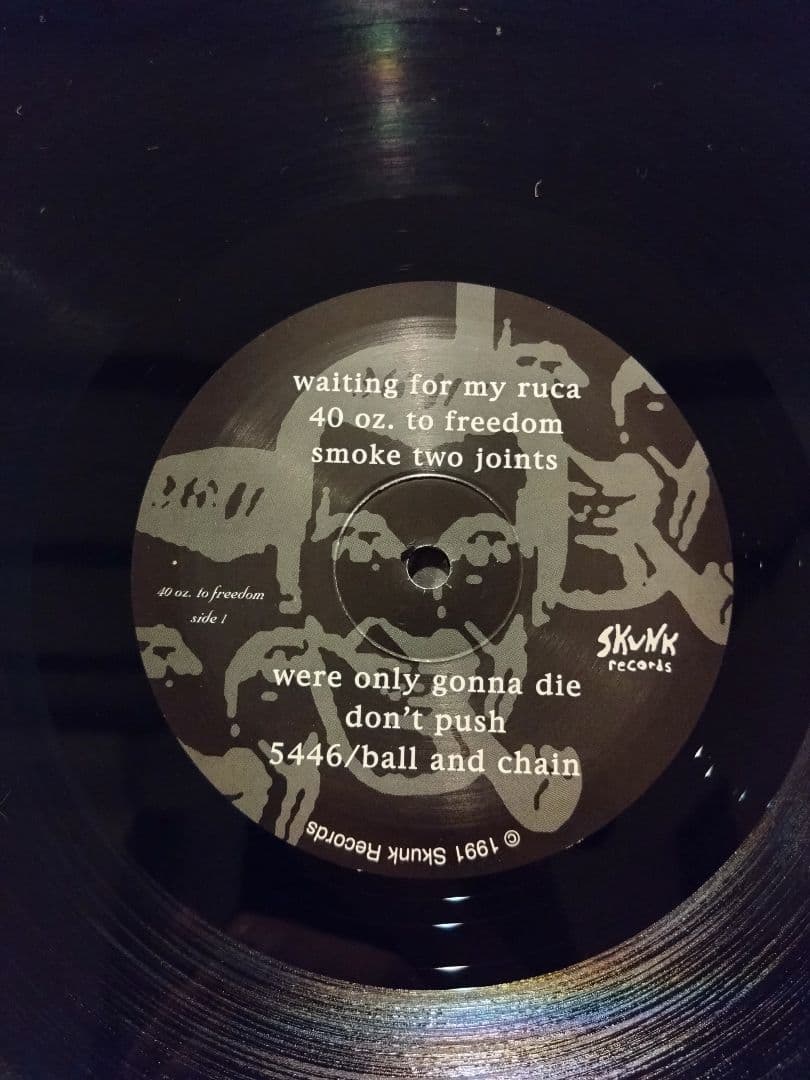 waiting for my ruca
40 oz. to freedom
smoke two joints
40 oz. to freedom
side 1
SKUNK
records
were only gonna die
don't push
5446/ball and chain
© 1991 Skunk Records